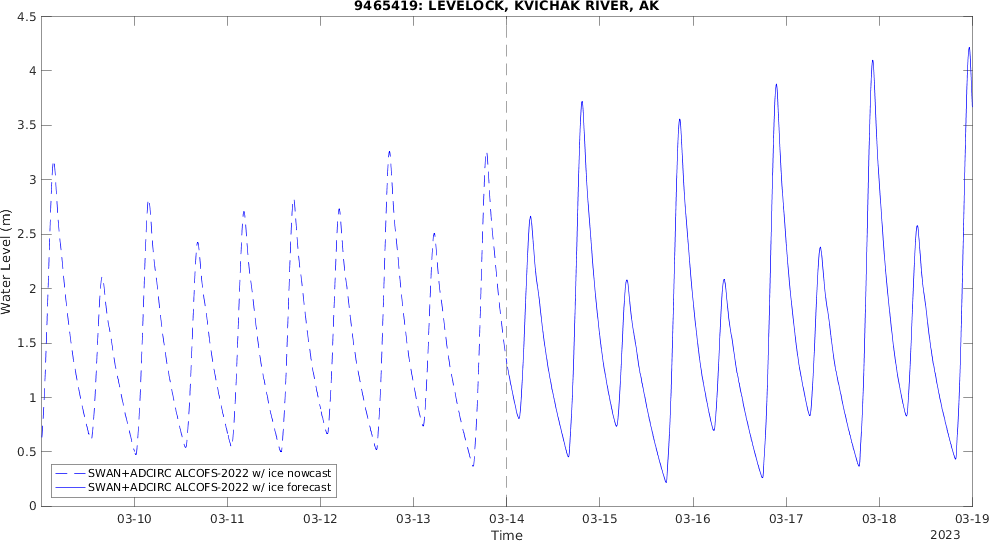 9465419: LEVELOCK, KVICHAK RIVER, AK
4.5
4
3.5
3
2.5
2
1.5
1
0.5
0
Water Level (m)
SWAN+ADCIRC ALCOFS-2022 w/ ice nowcast
SWAN+ADCIRC ALCOFS-2022 w/ ice forecast
03-10 03-11 03-12 03-13 03-14 03-15 03-16 03-17 03-18 03-19
Time
2023